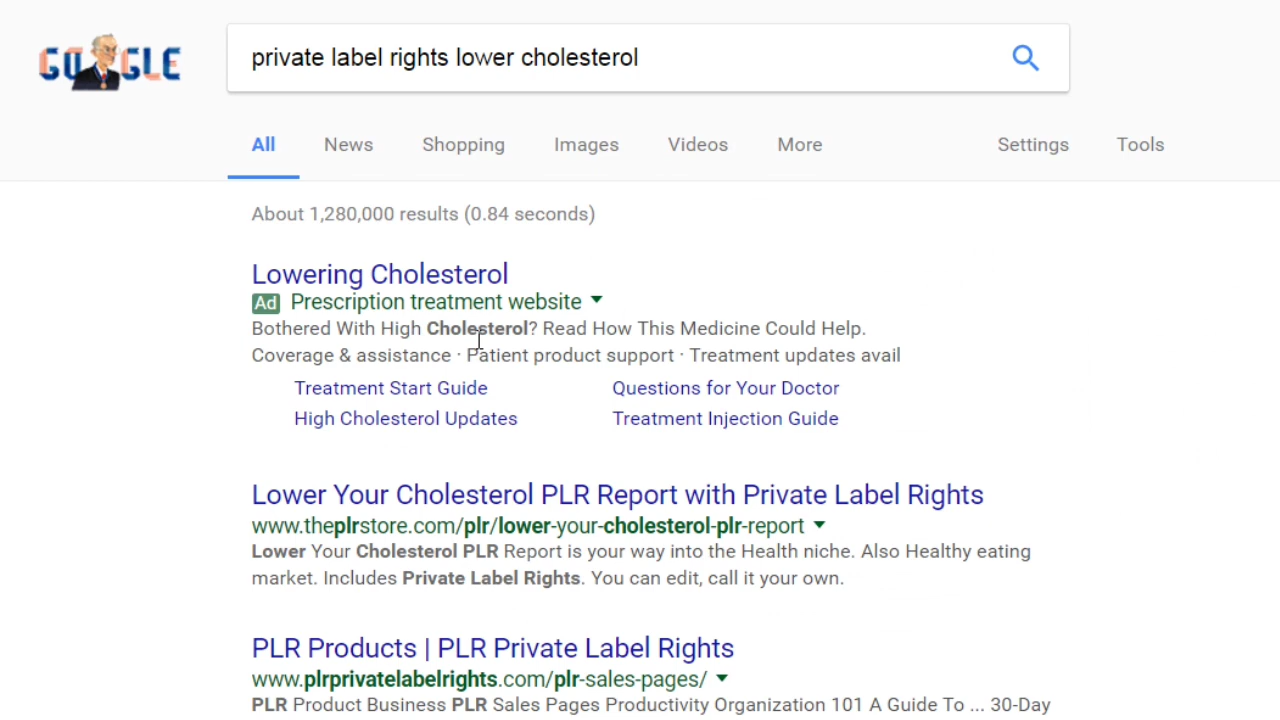 GOOGLE
private label rights lower cholesterol
All News Shopping Images Videos More Settings Tools
About 1,280,000 results (0.84 seconds)
Lowering Cholesterol
Ad Prescription treatment website
Bothered With High Cholesterol? Read How This Medicine Could Help.
Coverage & assistance · Patient product support · Treatment updates avail
Treatment Start Guide Questions for Your Doctor
High Cholesterol Updates Treatment Injection Guide
Lower Your Cholesterol PLR Report with Private Label Rights
www.theplrstore.com/plr/lower-your-cholesterol-plr-report
Lower Your Cholesterol PLR Report is your way into the Health niche. Also Healthy eating
market. Includes Private Label Rights. You can edit, call it your own.
PLR Products | PLR Private Label Rights
www.plrprivatelabelrights.com/plr-sales-pages/
PLR Product Business PLR Sales Pages Productivity Organization 101 A Guide To ... 30-Day